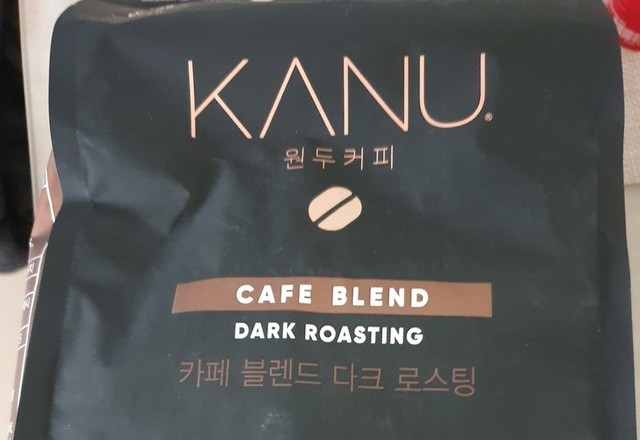 KANU
원두커피
CAFE BLEND
DARK ROASTING
카페 블렌드 다크 로스팅